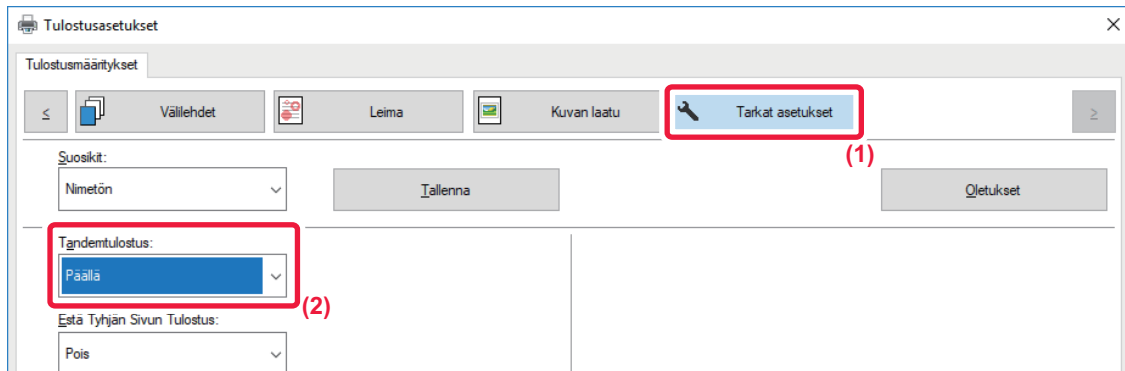 Tulostusasetukset
Tulostusmääritykset
< Välilehdet Leima Kuvan laatu Tarkat asetukset >
(1)
Suosikit:
Nimetön Tallenna Oletukset
Tandemtulostus:
Päällä
(2)
Estä Tyhjän Sivun Tulostus:
Pois